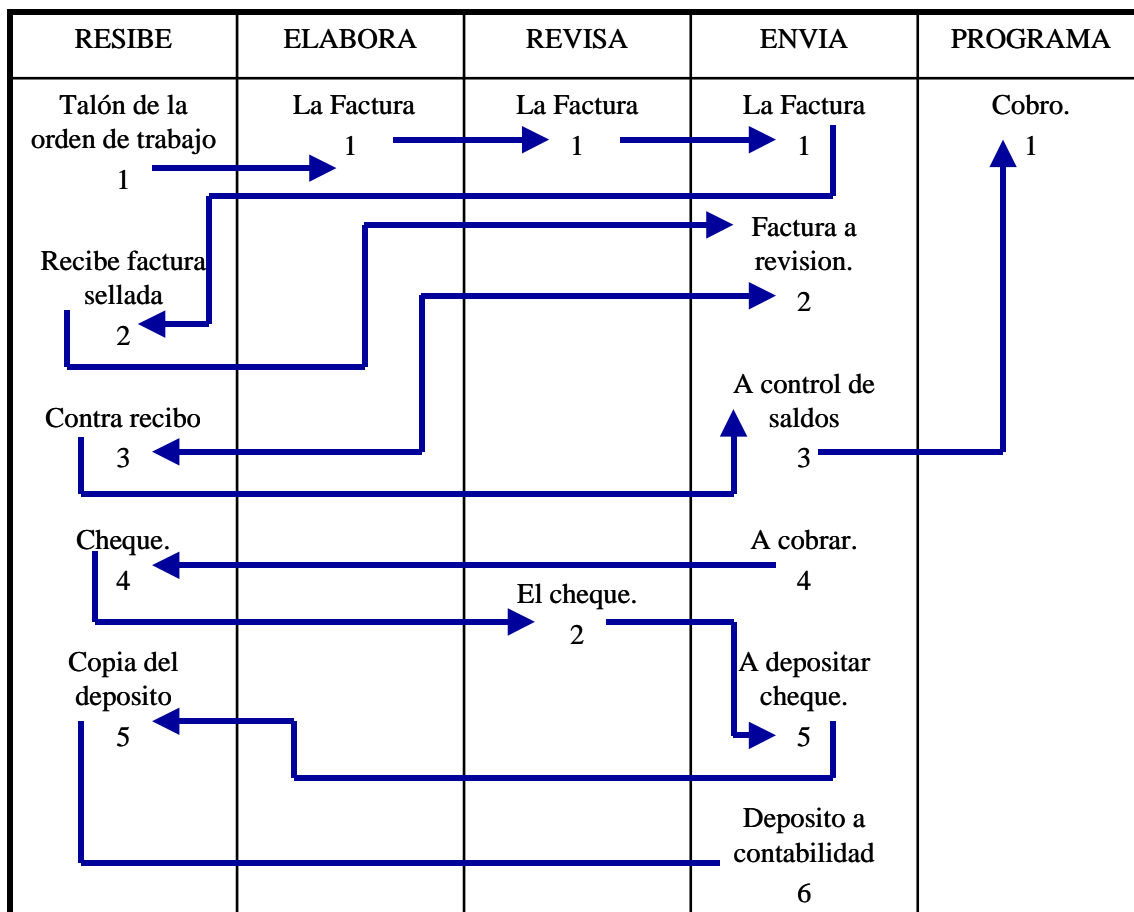 RESIBE
ELABORA
REVISA
ENVIA
PROGRAMA
Talón de la
orden de trabajo
1
La Factura
1
La Factura
1
La Factura
1
Cobro.
1
Recibe factura
sellada
2
Factura a
revision.
2
Contra recibo
3
A control de
saldos
3
Cheque.
4
A cobrar.
4
El cheque.
2
Copia del
deposito
5
A depositar
cheque.
5
Deposito a
contabilidad
6